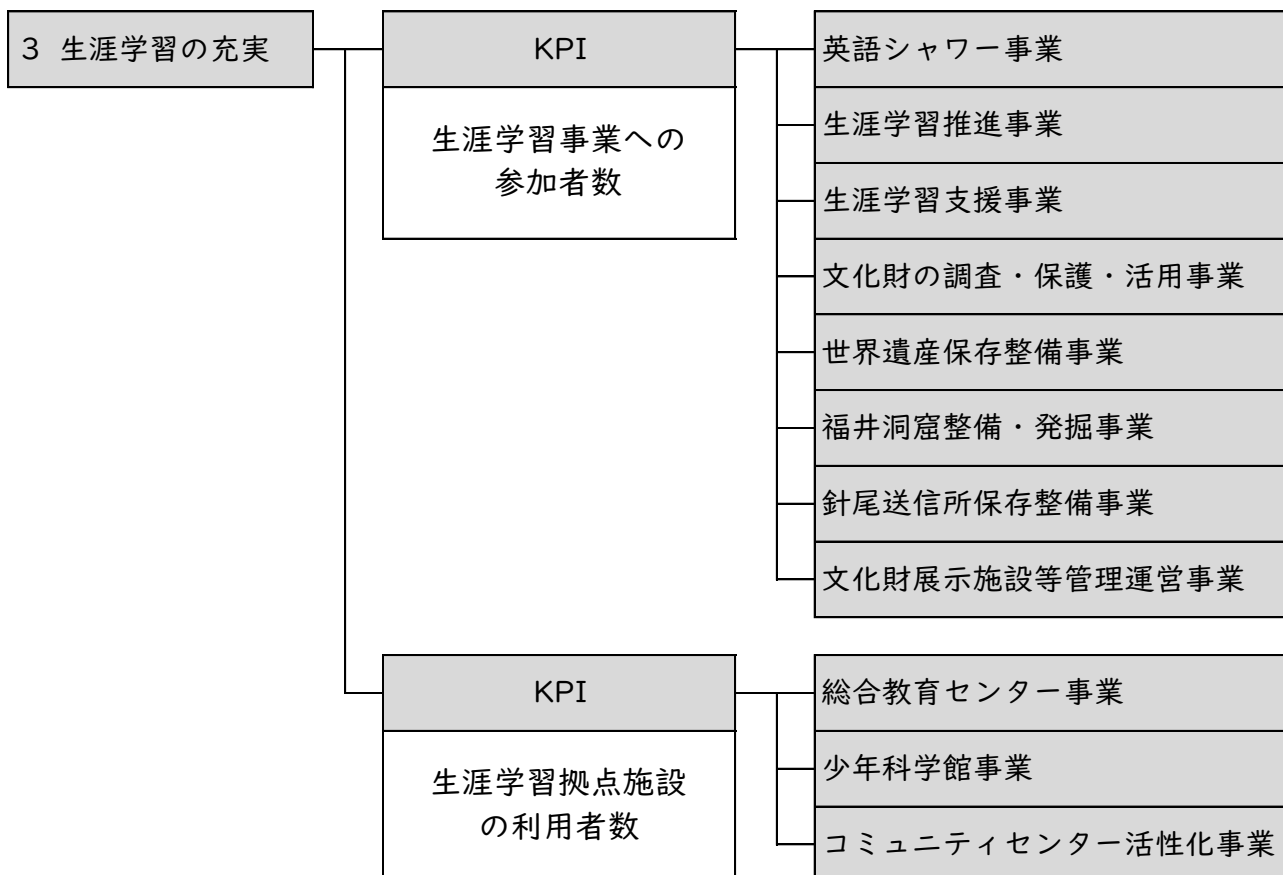 3 生涯学習の充実
KPI
生涯学習事業への
参加者数
英語シャワー事業
生涯学習推進事業
生涯学習支援事業
文化財の調査・保護・活用事業
世界遺産保存整備事業
福井洞窟整備・発掘事業
針尾送信所保存整備事業
文化財展示施設等管理運営事業
KPI
生涯学習拠点施設
の利用者数
総合教育センター事業
少年科学館事業
コミュニティセンター活性化事業